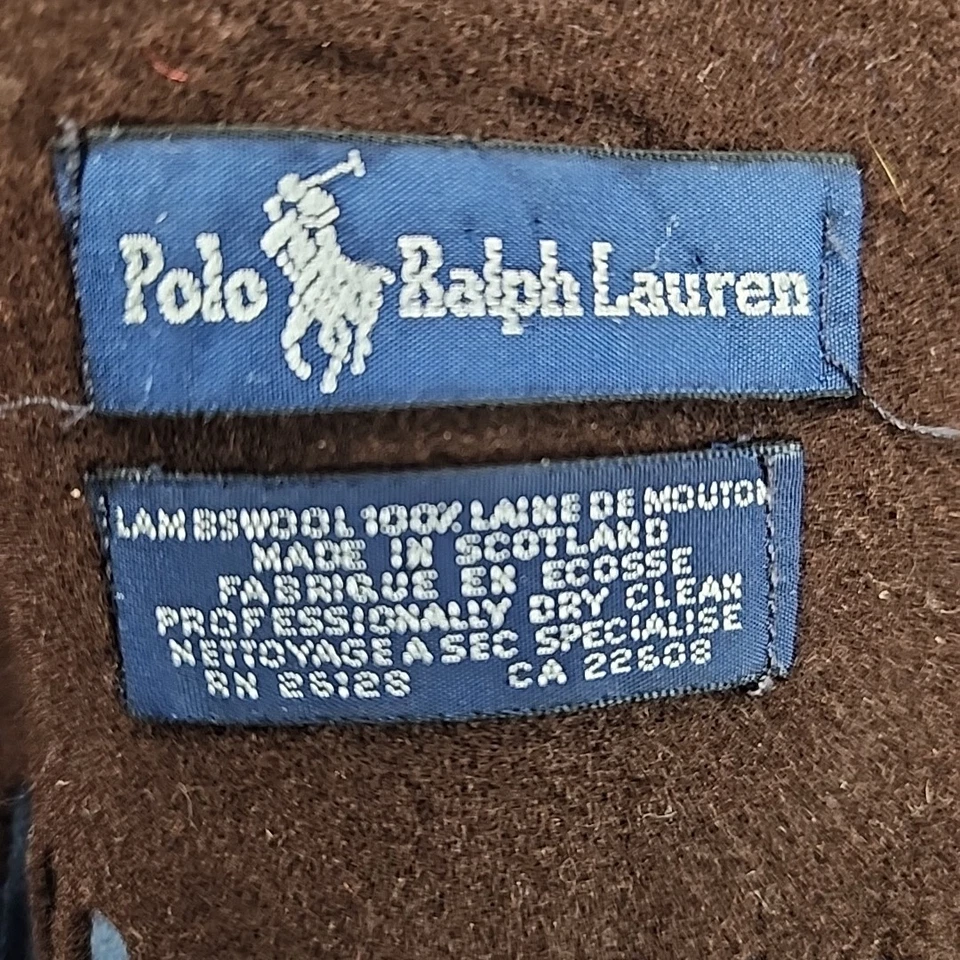 Polo Ralph Lauren
LAMBSWOOL 100% LAINE DE MOUTON
MADE IN SCOTLAND
FABRIQUE EN ECOSSE
PROFESSIONALLY DRY CLEAN
NETTOYAGE A SEC SPECIALISE
RN 26128 CA 22608